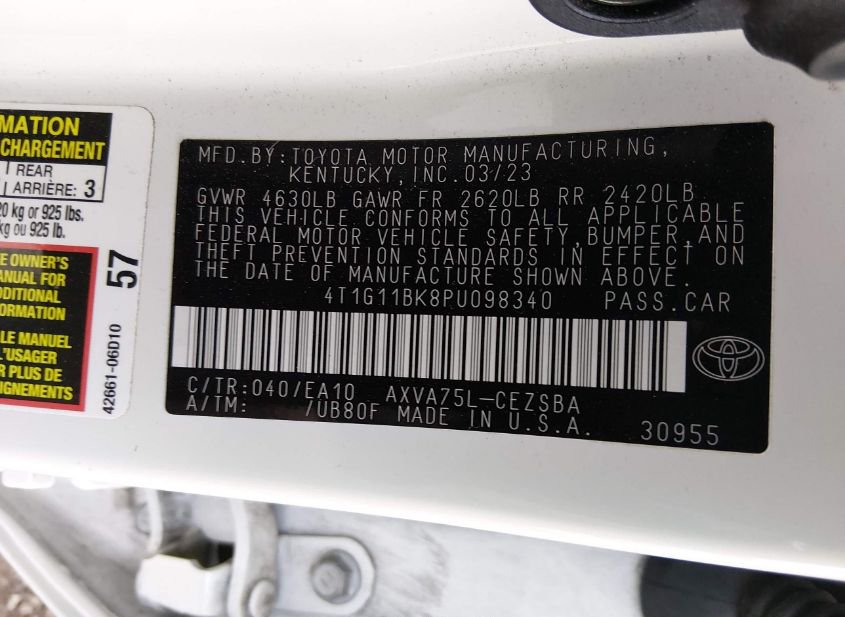 MATION
CHARGEMENT
REAR
ARRIÈRE: 3
20 kg or 925 lbs.
kg ou 925 lb.
E OWNER'S
MANUAL FOR
ADDITIONAL
FORMATION
LE MANUEL
L'USAGER
R PLUS DE
EIGNEMENTS
57
42661-06D10
MFD.BY:TOYOTA MOTOR MANUFACTURING,
KENTUCKY,INC.03/23
GVWR 4630LB GAWR FR 2620LB RR 2420LB
THIS VEHICLE CONFORMS TO ALL APPLICABLE
FEDERAL MOTOR VEHICLE SAFETY,BUMPER,AND
THEFT PREVENTION STANDARDS IN EFFECT ON
THE DATE OF MANUFACTURE SHOWN ABOVE.
4T1G11BK8PU098340 PASS.CAR
C/TR:040/EA10 AXVA75L-CEZSBA
A/TM: /UB80F MADE IN U.S.A. 30955